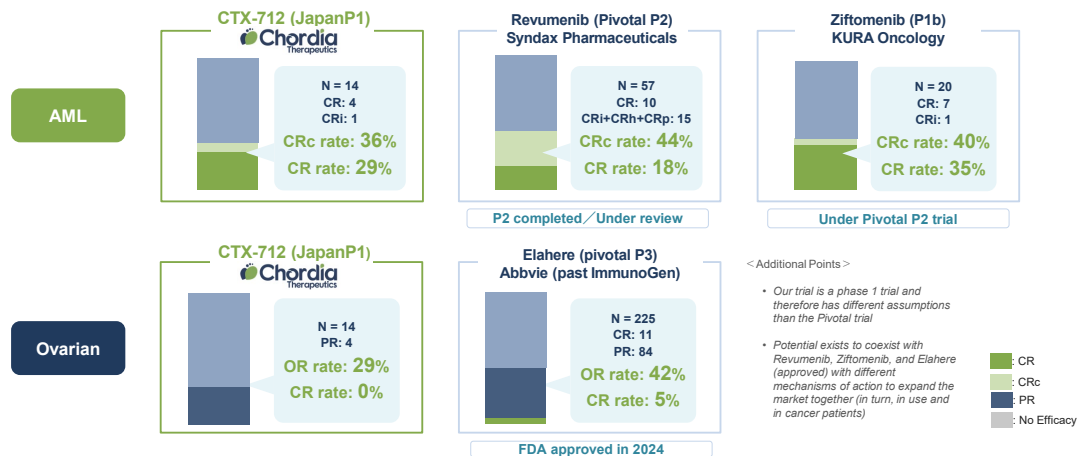 AML
CTX-712 (JapanP1)
Chordia
Therapeutics
N = 14
CR: 4
CRi: 1
CRc rate: 36%
CR rate: 29%
Revumenib (Pivotal P2)
Syndax Pharmaceuticals
N = 57
CR: 10
CRi+CRh+CRp: 15
CRc rate: 44%
CR rate: 18%
P2 completed／Under review
Ziftomenib (P1b)
KURA Oncology
N = 20
CR: 7
CRi: 1
CRc rate: 40%
CR rate: 35%
Under Pivotal P2 trial
Ovarian
CTX-712 (JapanP1)
Chordia
Therapeutics
N = 14
PR: 4
OR rate: 29%
CR rate: 0%
Elahere (pivotal P3)
Abbvie (past ImmunoGen)
N = 225
CR: 11
PR: 84
OR rate: 42%
CR rate: 5%
FDA approved in 2024
＜Additional Points＞
• Our trial is a phase 1 trial and
therefore has different assumptions
than the Pivotal trial
• Potential exists to coexist with
Revumenib, Ziftomenib, and Elahere
(approved) with different
mechanisms of action to expand the
market together (in turn, in use and
in cancer patients)
: CR
: CRc
: PR
: No Efficacy